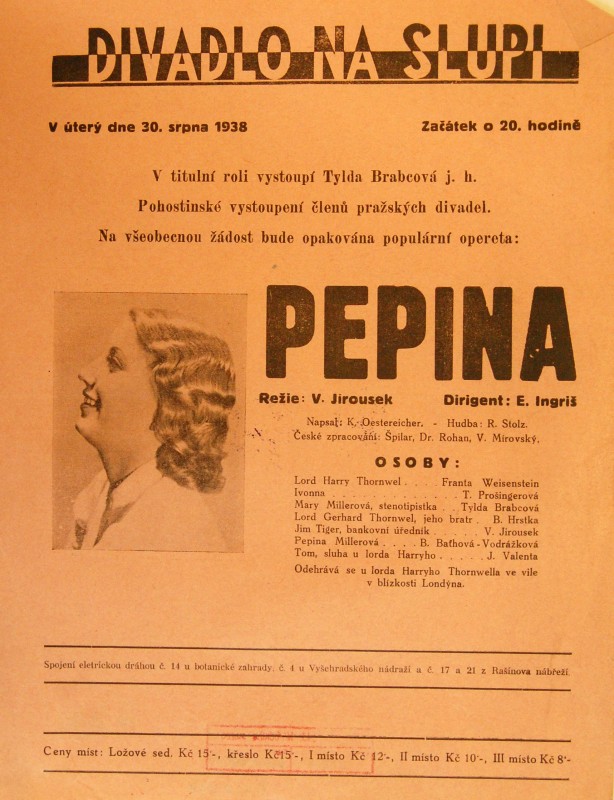 DIVADLO NA SLUPI
V úterý dne 30. srpna 1938 Začátek o 20. hodině
V titulní roli vystoupí Tylda Brabcová j. h.
Pohostinské vystoupení členů pražských divadel.
Na všeobecnou žádost bude opakována populární opereta:
PEPINA
Režie: V. Jirousek Dirigent: E. Ingriš
Napsal: K. Oestereicher. - Hudba: R. Stolz.
České zpracování: Špilar, Dr. Rohan, V. Mírovský.
OSOBY:
Lord Harry Thornwel . . . . Franta Weisenstein
Ivonna . . . . . . . . . . . . . T. Prošingerová
Mary Millerová, stenotipistka . . Tylda Brabcová
Lord Gerhard Thornwel, jeho bratr . B. Hrstka
Jim Tiger, bankovní úředník . . . . . V. Jirousek
Pepina Millerová . . . . B. Baťhová-Vodrážková
Tom, sluha u lorda Harryho . . . . . J. Valenta
Odehrává se u lorda Harryho Thornwella ve vile
v blízkosti Londýna.
Spojení eletrickou dráhou č. 14 u botanické zahrady, č. 4 u Vyšehradského nádraží a č. 17 a 21 z Rašínova nábřeží.
Ceny míst: Ložové sed. Kč 15·-, křeslo Kč 15·-, I místo Kč 12·-, II místo Kč 10·-, III místo Kč 8·-